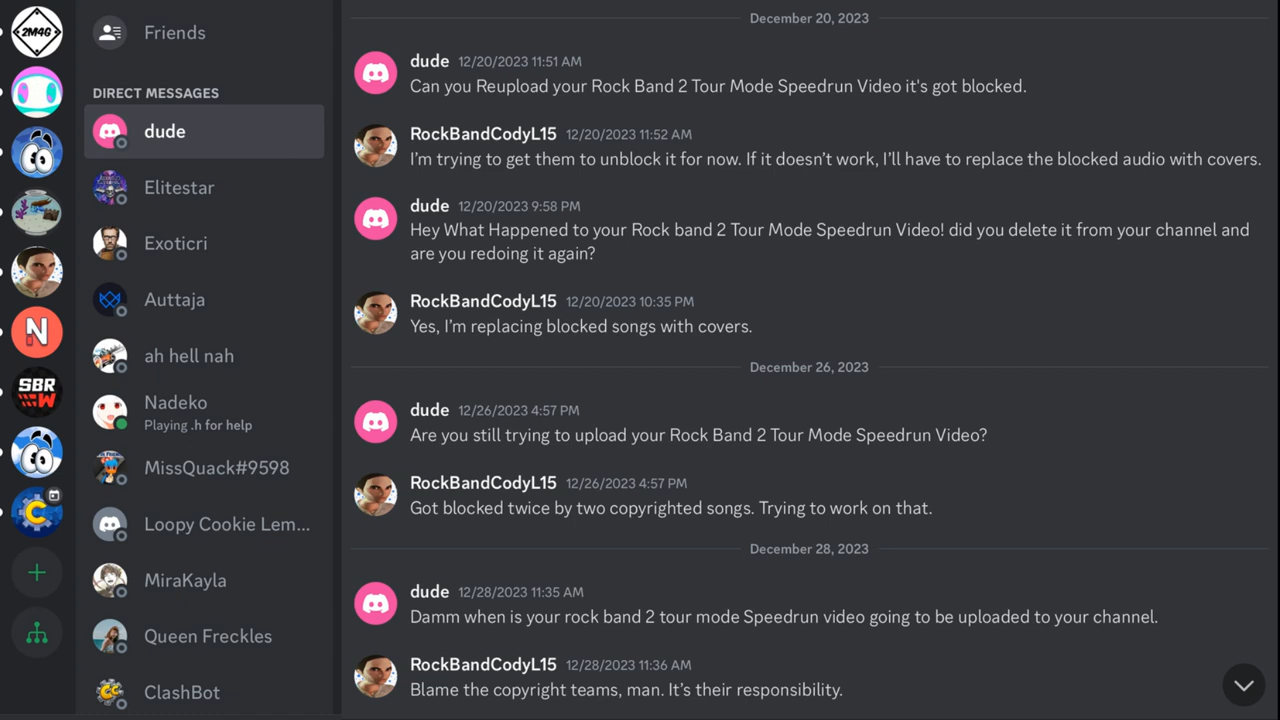 2M4G
Friends
DIRECT MESSAGES
dude
Elitestar
Exoticri
Auttaja
ah hell nah
Nadeko
Playing .h for help
MissQuack#9598
Loopy Cookie Lem...
MiraKayla
Queen Freckles
ClashBot
N
SBR
W
C
December 20, 2023
dude 12/20/2023 11:51 AM
Can you Reupload your Rock Band 2 Tour Mode Speedrun Video it's got blocked.
RockBandCodyL15 12/20/2023 11:52 AM
I'm trying to get them to unblock it for now. If it doesn't work, I'll have to replace the blocked audio with covers.
dude 12/20/2023 9:58 PM
Hey What Happened to your Rock band 2 Tour Mode Speedrun Video! did you delete it from your channel and
are you redoing it again?
RockBandCodyL15 12/20/2023 10:35 PM
Yes, I'm replacing blocked songs with covers.
December 26, 2023
dude 12/26/2023 4:57 PM
Are you still trying to upload your Rock Band 2 Tour Mode Speedrun Video?
RockBandCodyL15 12/26/2023 4:57 PM
Got blocked twice by two copyrighted songs. Trying to work on that.
December 28, 2023
dude 12/28/2023 11:35 AM
Damm when is your rock band 2 tour mode Speedrun video going to be uploaded to your channel.
RockBandCodyL15 12/28/2023 11:36 AM
Blame the copyright teams, man. It's their responsibility.